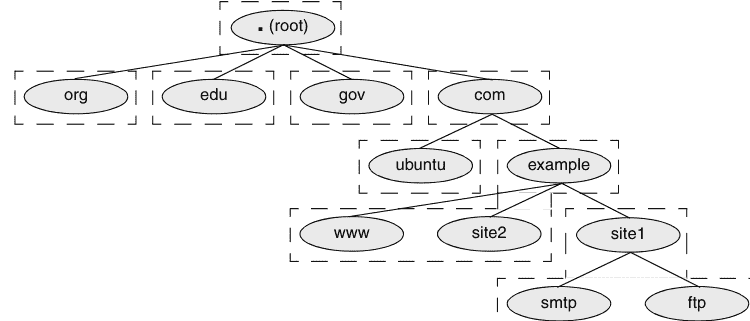 . (root)
org edu gov com
ubuntu example
www site2 site1
smtp ftp